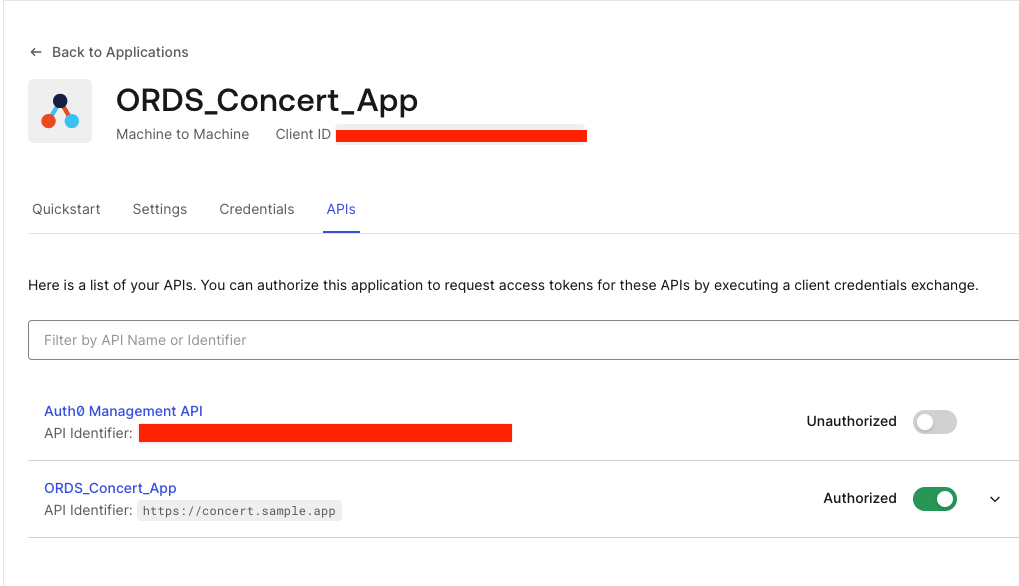 ← Back to Applications
ORDS_Concert_App
Machine to Machine Client ID
Quickstart Settings Credentials APIs
Here is a list of your APIs. You can authorize this application to request access tokens for these APIs by executing a client credentials exchange.
Filter by API Name or Identifier
Auth0 Management API
Unauthorized
API Identifier:
ORDS_Concert_App
Authorized
API Identifier: https://concert.sample.app